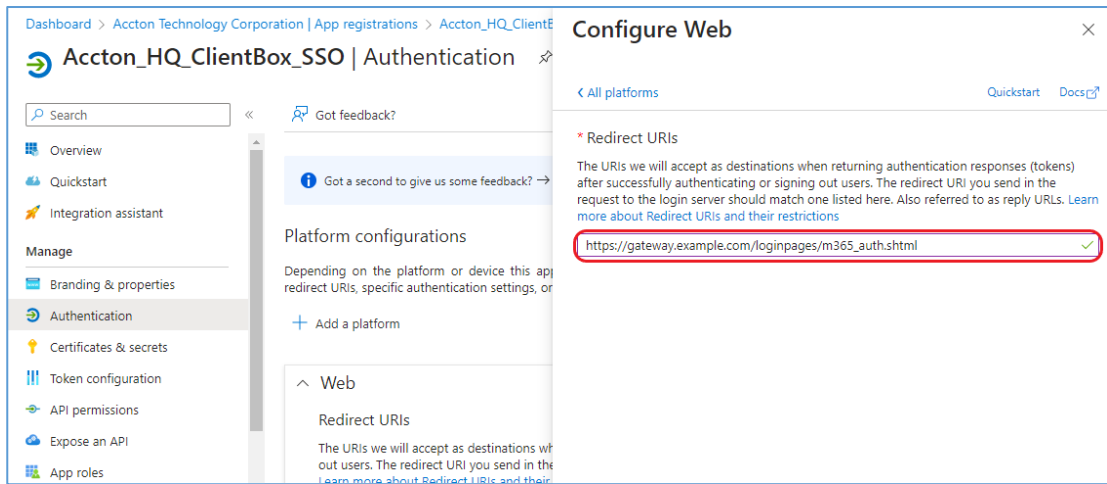 Dashboard > Accton Technology Corporation | App registrations > Accton_HQ_ClientB
Accton_HQ_ClientBox_SSO | Authentication
Search
«
Overview
Quickstart
Integration assistant
Manage
Branding & properties
Authentication
Certificates & secrets
Token configuration
API permissions
Expose an API
App roles
Got feedback?
Got a second to give us some feedback? →
Platform configurations
Depending on the platform or device this app
redirect URIs, specific authentication settings, or
+ Add a platform
Web
Redirect URIs
The URIs we will accept as destinations wh
out users. The redirect URI you send in the
Learn more about Redirect URIs and their
Configure Web
All platforms
Quickstart
Docs
* Redirect URIs
The URIs we will accept as destinations when returning authentication responses (tokens)
after successfully authenticating or signing out users. The redirect URI you send in the
request to the login server should match one listed here. Also referred to as reply URLs. Learn
more about Redirect URIs and their restrictions
https://gateway.example.com/loginpages/m365_auth.shtml